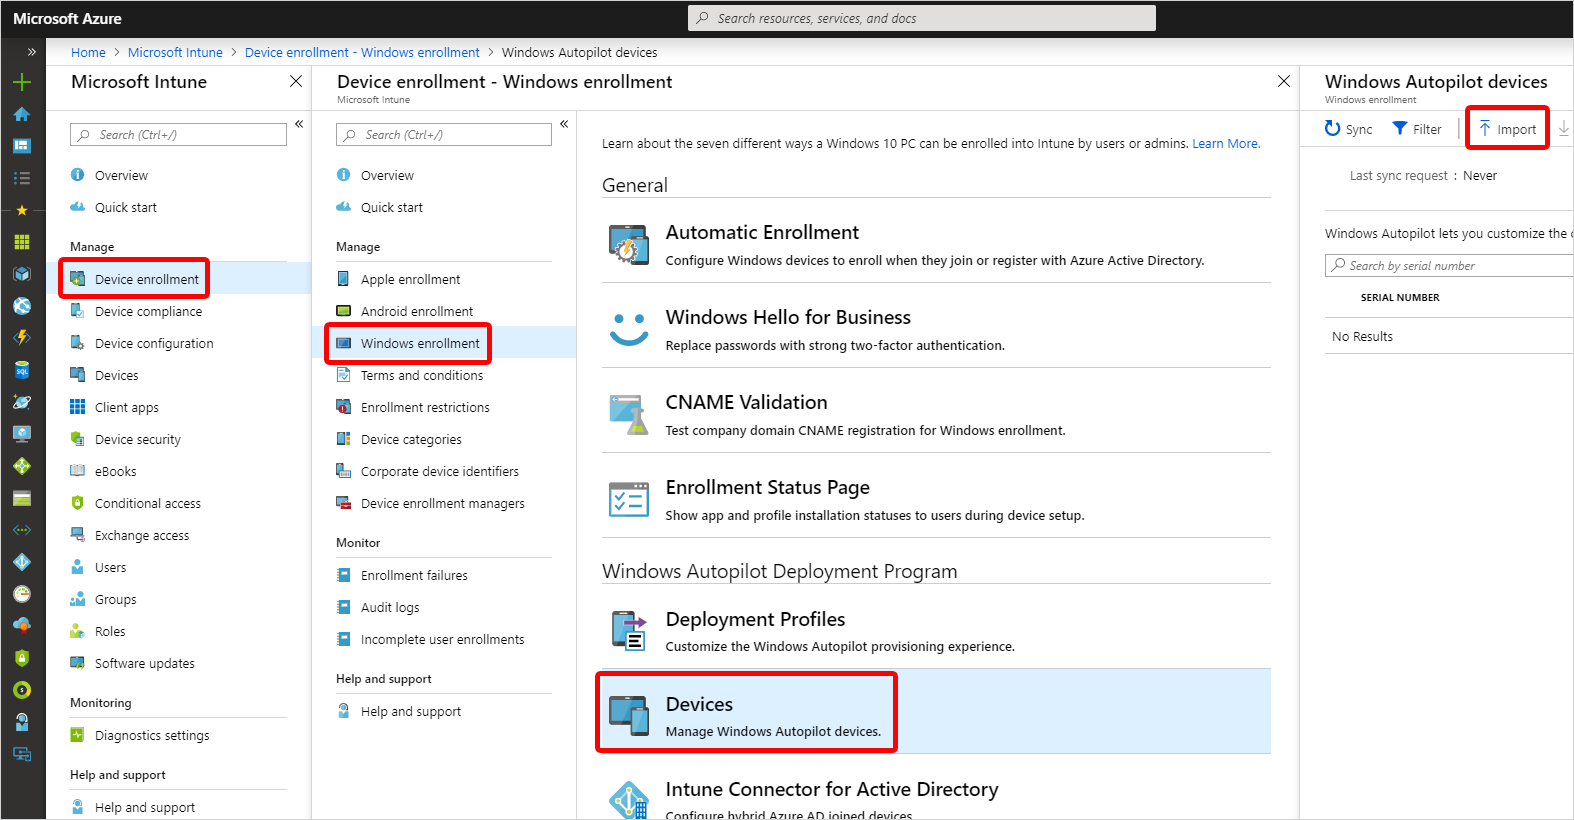 Microsoft Azure
Search resources, services, and docs
Home > Microsoft Intune > Device enrollment - Windows enrollment > Windows Autopilot devices
Microsoft Intune
Search (Ctrl+/)
Overview
Quick start
Manage
Device enrollment
Device compliance
Device configuration
Devices
Client apps
Device security
eBooks
Conditional access
Exchange access
Users
Groups
Roles
Software updates
Monitoring
Diagnostics settings
Help and support
Help and support
Device enrollment - Windows enrollment
Microsoft Intune
Search (Ctrl+/)
Overview
Quick start
Manage
Apple enrollment
Android enrollment
Windows enrollment
Terms and conditions
Enrollment restrictions
Device categories
Corporate device identifiers
Device enrollment managers
Monitor
Enrollment failures
Audit logs
Incomplete user enrollments
Help and support
Help and support
Learn about the seven different ways a Windows 10 PC can be enrolled into Intune by users or admins. Learn More.
General
Automatic Enrollment
Configure Windows devices to enroll when they join or register with Azure Active Directory.
Windows Hello for Business
Replace passwords with strong two-factor authentication.
CNAME Validation
Test company domain CNAME registration for Windows enrollment.
Enrollment Status Page
Show app and profile installation statuses to users during device setup.
Windows Autopilot Deployment Program
Deployment Profiles
Customize the Windows Autopilot provisioning experience.
Devices
Manage Windows Autopilot devices.
Intune Connector for Active Directory
Configure hybrid Azure AD joined devices
Windows Autopilot devices
Windows enrollment
Sync Filter Import
Last sync request : Never
Windows Autopilot lets you customize the
Search by serial number
SERIAL NUMBER
No Results